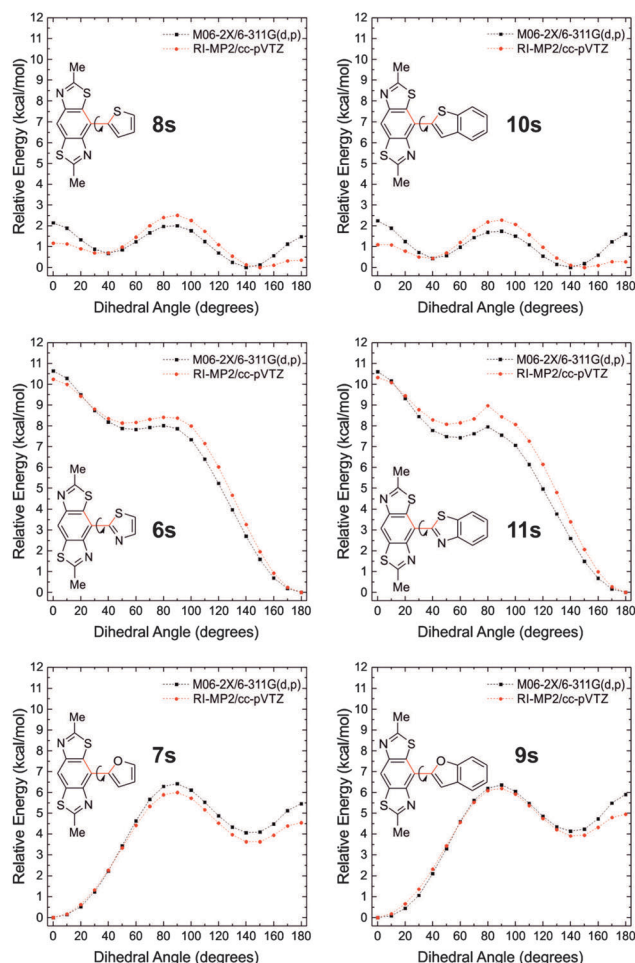 M06-2X/6-311G(d,p)
RI-MP2/cc-pVTZ
Me
N
S
S
8s
S
N
Me
Relative Energy (kcal/mol)
12
11
10
9
8
7
6
5
4
3
2
1
0
0 20 40 60 80 100 120 140 160 180
Dihedral Angle (degrees)
M06-2X/6-311G(d,p)
RI-MP2/cc-pVTZ
Me
N
S
S
10s
S
N
Me
Relative Energy (kcal/mol)
12
11
10
9
8
7
6
5
4
3
2
1
0
0 20 40 60 80 100 120 140 160 180
Dihedral Angle (degrees)
M06-2X/6-311G(d,p)
RI-MP2/cc-pVTZ
Me
N
S
S
6s
N
S
N
Me
Relative Energy (kcal/mol)
12
11
10
9
8
7
6
5
4
3
2
1
0
0 20 40 60 80 100 120 140 160 180
Dihedral Angle (degrees)
M06-2X/6-311G(d,p)
RI-MP2/cc-pVTZ
Me
N
S
S
11s
N
S
N
Me
Relative Energy (kcal/mol)
12
11
10
9
8
7
6
5
4
3
2
1
0
0 20 40 60 80 100 120 140 160 180
Dihedral Angle (degrees)
M06-2X/6-311G(d,p)
RI-MP2/cc-pVTZ
Me
N
S
O
7s
S
N
Me
Relative Energy (kcal/mol)
12
11
10
9
8
7
6
5
4
3
2
1
0
0 20 40 60 80 100 120 140 160 180
Dihedral Angle (degrees)
M06-2X/6-311G(d,p)
RI-MP2/cc-pVTZ
Me
N
S
O
9s
S
N
Me
Relative Energy (kcal/mol)
12
11
10
9
8
7
6
5
4
3
2
1
0
0 20 40 60 80 100 120 140 160 180
Dihedral Angle (degrees)